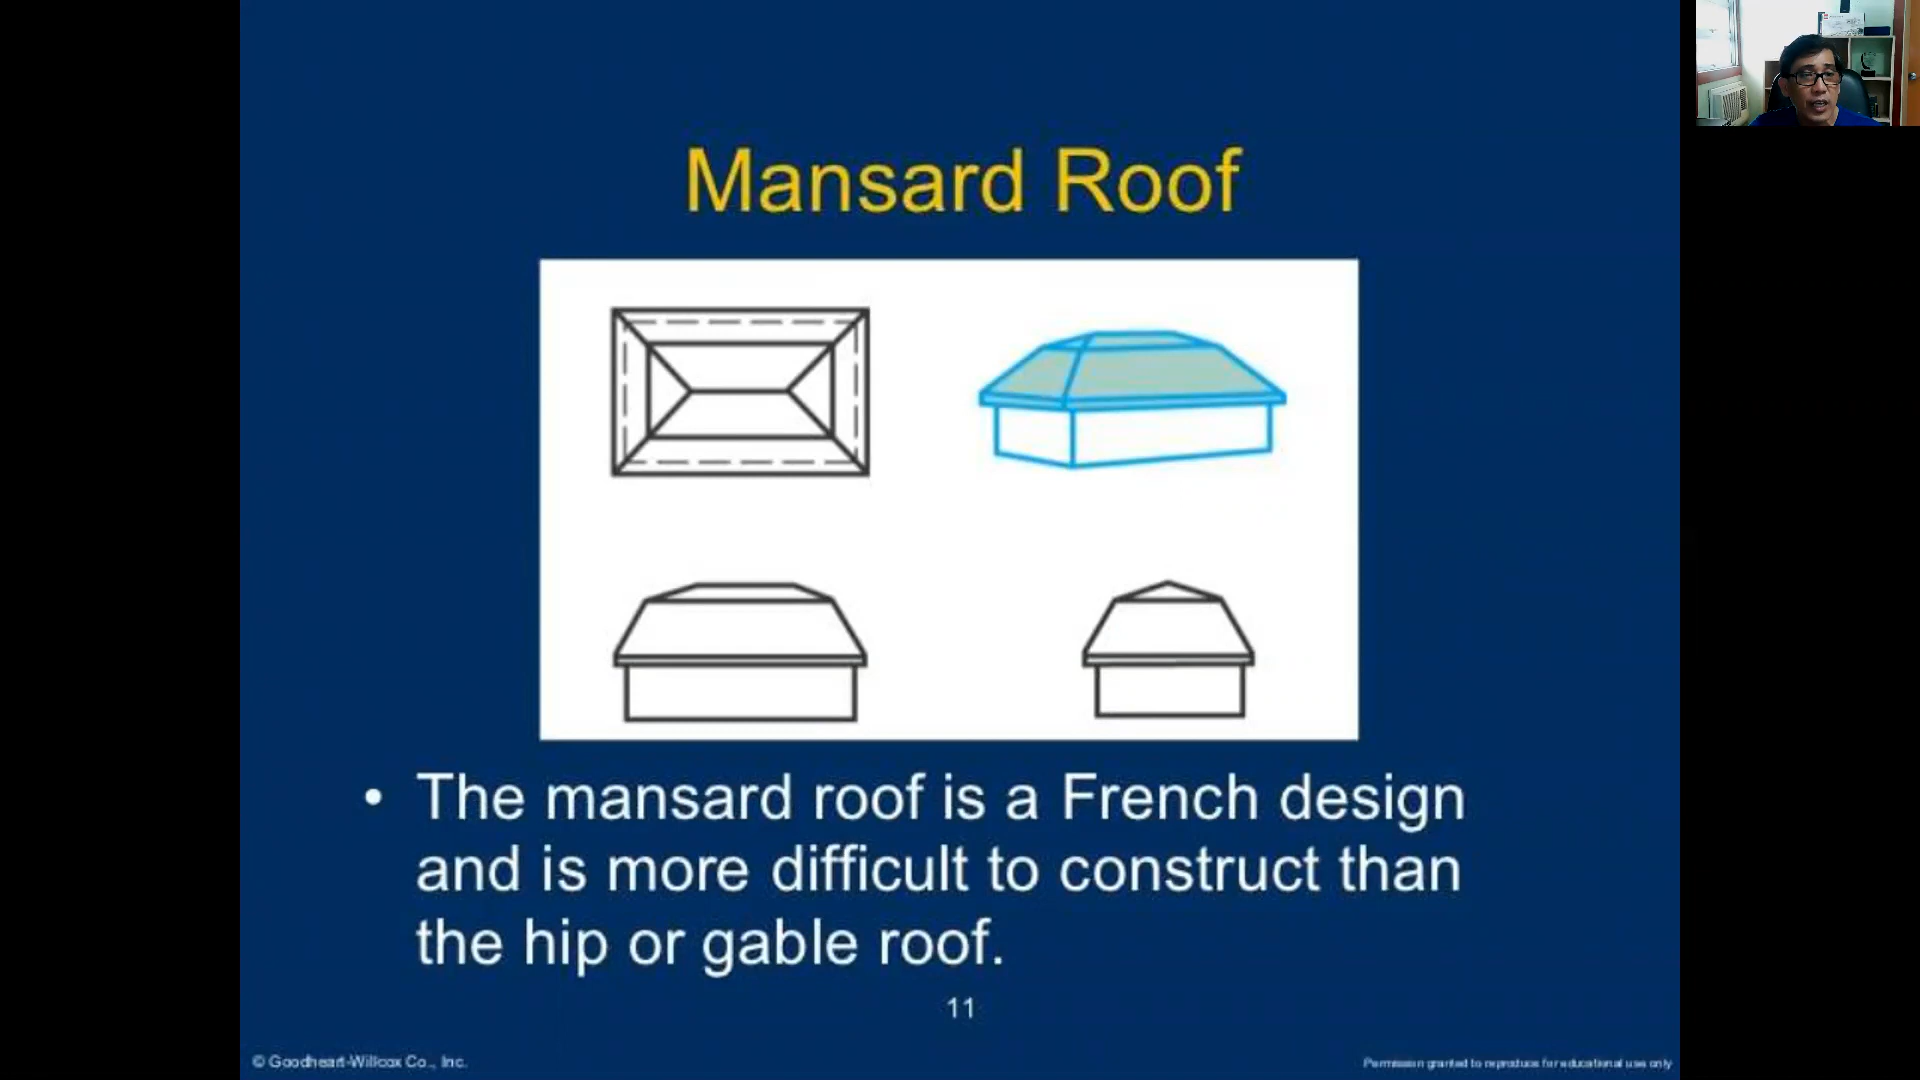 Mansard Roof
• The mansard roof is a French design
and is more difficult to construct than
the hip or gable roof.
11
© Goodheart-Willcox Co., Inc.
Permission granted to reproduce for educational use only